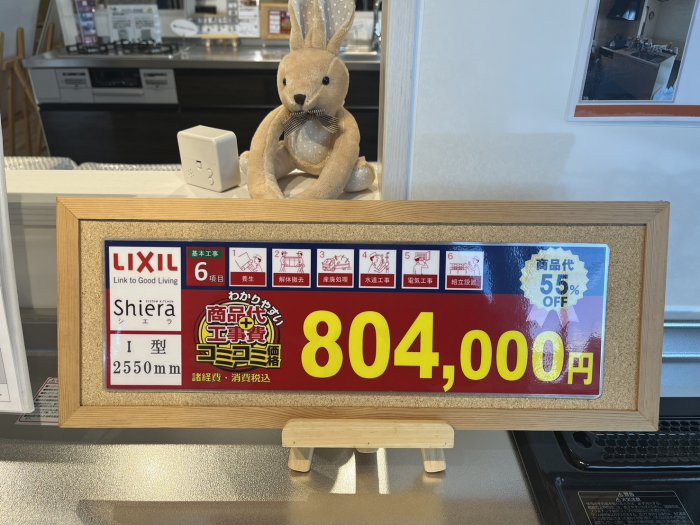 LIXIL
Link to Good Living
基本工事
6項目
1
養生
2
解体撤去
3
産廃処理
4
水道工事
5
電気工事
6
組立設置
商品代
55%
OFF
SYSTEM KITCHEN
Shiera
シエラ
I型
2550mm
わかりやすい
商品代
+
工事費
コミコミ価格
諸経費・消費税込
804,000円